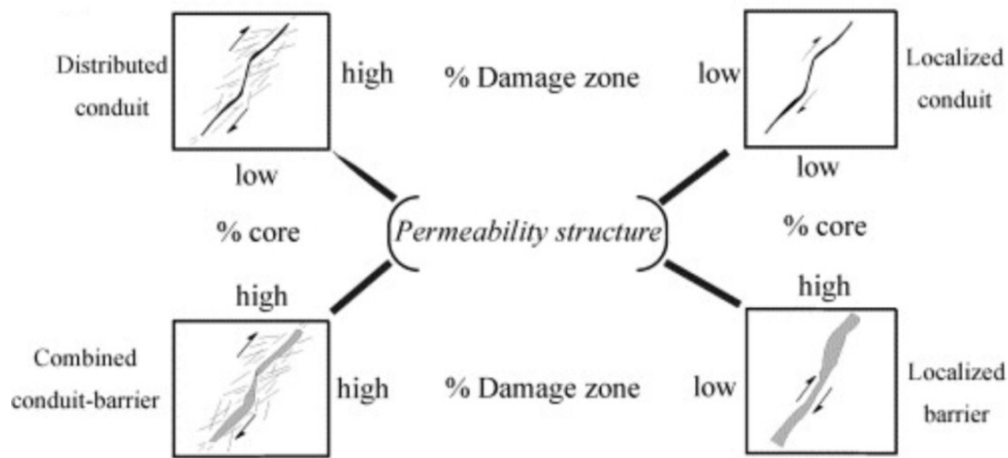 Distributed
conduit
high
% Damage zone
low
Localized
conduit
low
low
% core
Permeability structure
% core
high
high
Combined
conduit-barrier
high
% Damage zone
low
Localized
barrier